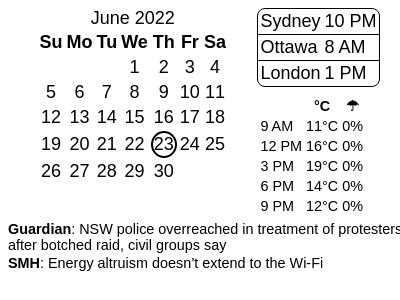 June 2022
Su Mo Tu We Th Fr Sa
1 2 3 4
5 6 7 8 9 10 11
12 13 14 15 16 17 18
19 20 21 22 23 24 25
26 27 28 29 30
Sydney 10 PM
Ottawa 8 AM
London 1 PM
°C ☂
9 AM 11°C 0%
12 PM 16°C 0%
3 PM 19°C 0%
6 PM 14°C 0%
9 PM 12°C 0%
Guardian: NSW police overreached in treatment of protesters
after botched raid, civil groups say
SMH: Energy altruism doesn’t extend to the Wi-Fi